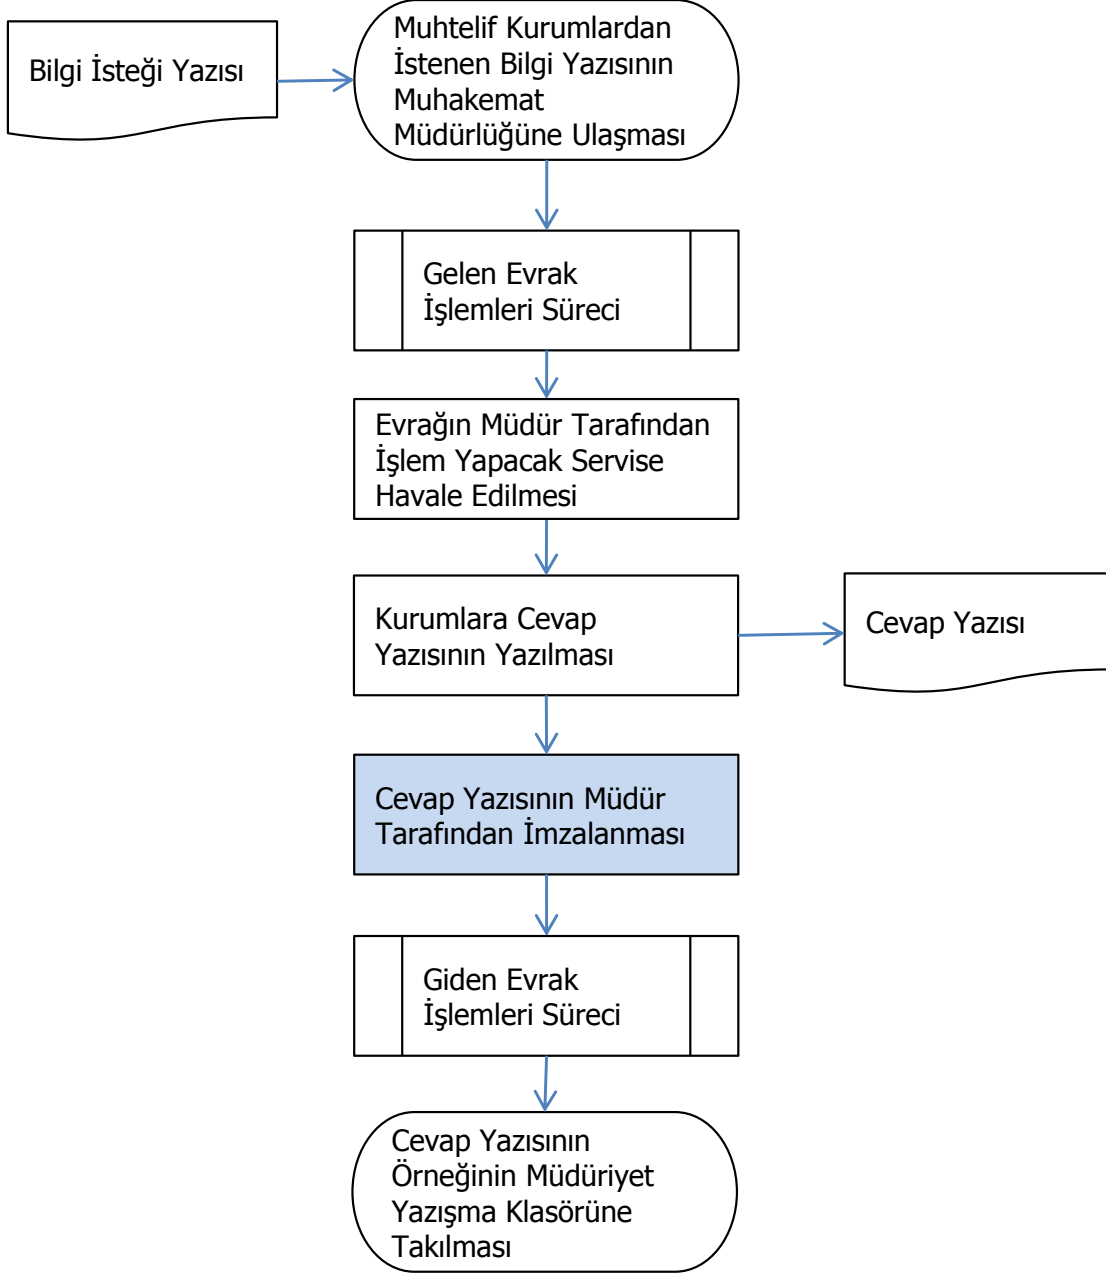 Bilgi İsteği Yazısı
Muhtelif Kurumlardan
İstenen Bilgi Yazısının
Muhakemat
Müdürlüğüne Ulaşması
Gelen Evrak
İşlemleri Süreci
Evrağın Müdür Tarafından
İşlem Yapacak Servise
Havale Edilmesi
Kurumlara Cevap
Yazısının Yazılması
Cevap Yazısı
Cevap Yazısının Müdür
Tarafından İmzalanması
Giden Evrak
İşlemleri Süreci
Cevap Yazısının
Örneğinin Müdüriyet
Yazışma Klasörüne
Takılması